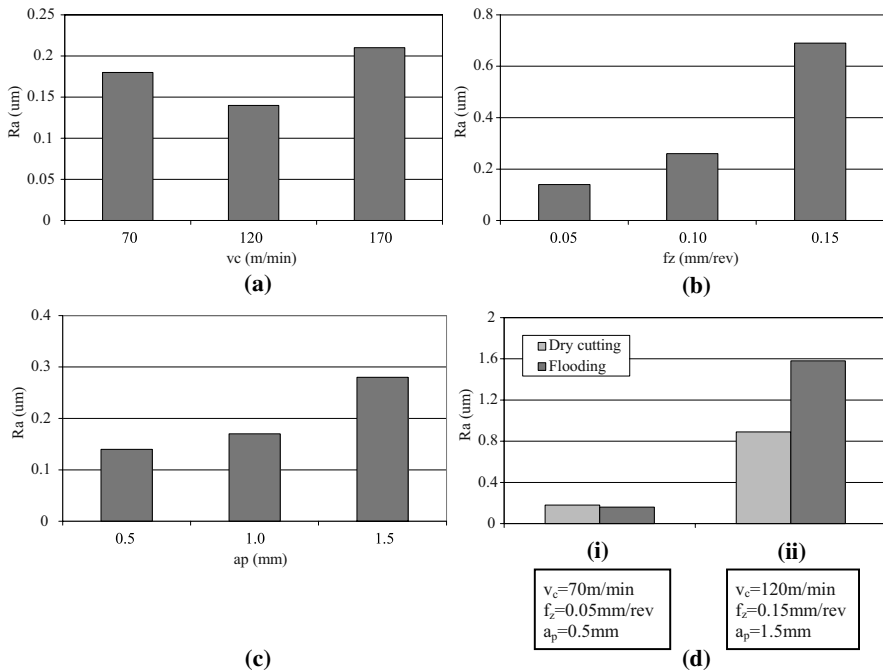 0.25
0.2
0.15
0.1
0.05
0
Ra (um)
70 120 170
vc (m/min)
(a)
0.8
0.6
0.4
0.2
0
Ra (um)
0.05 0.10 0.15
fz (mm/rev)
(b)
0.4
0.3
0.2
0.1
0
Ra (um)
0.5 1.0 1.5
ap (mm)
(c)
2
1.6
1.2
0.8
0.4
0
Ra (um)
Dry cutting
Flooding
(i) (ii)
vc=70m/min
fz=0.05mm/rev
ap=0.5mm
vc=120m/min
fz=0.15mm/rev
ap=1.5mm
(d)